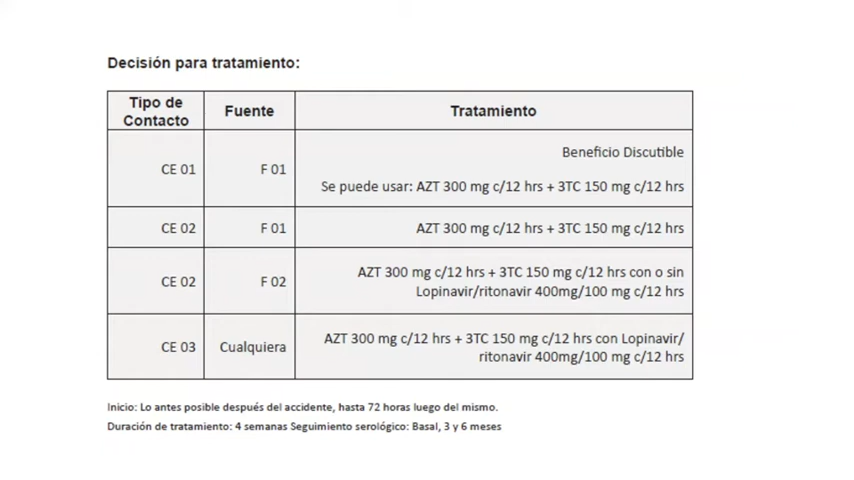 Decisión para tratamiento:
Tipo de
Contacto
Fuente
Tratamiento
CE 01
F 01
Beneficio Discutible
Se puede usar: AZT 300 mg c/12 hrs + 3TC 150 mg c/12 hrs
CE 02
F 01
AZT 300 mg c/12 hrs + 3TC 150 mg c/12 hrs
CE 02
F 02
AZT 300 mg c/12 hrs + 3TC 150 mg c/12 hrs con o sin
Lopinavir/ritonavir 400mg/100 mg c/12 hrs
CE 03
Cualquiera
AZT 300 mg c/12 hrs + 3TC 150 mg c/12 hrs con Lopinavir/
ritonavir 400mg/100 mg c/12 hrs
Inicio: Lo antes posible después del accidente, hasta 72 horas luego del mismo.
Duración de tratamiento: 4 semanas Seguimiento serológico: Basal, 3 y 6 meses